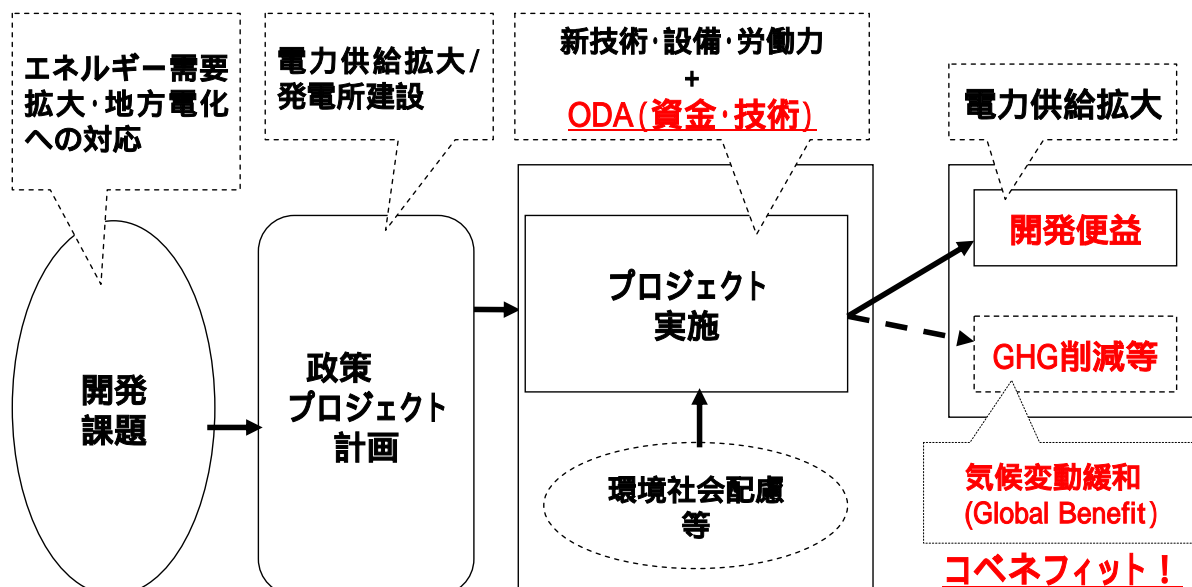 エネルギー需要
拡大･地方電化
への対応
電力供給拡大/
発電所建設
新技術･設備･労働力
+
ODA(資金･技術)
電力供給拡大
開発
課題
政策
プロジェクト
計画
プロジェクト
実施
環境社会配慮
等
開発便益
GHG削減等
気候変動緩和
(Global Benefit)
コベネフィット！